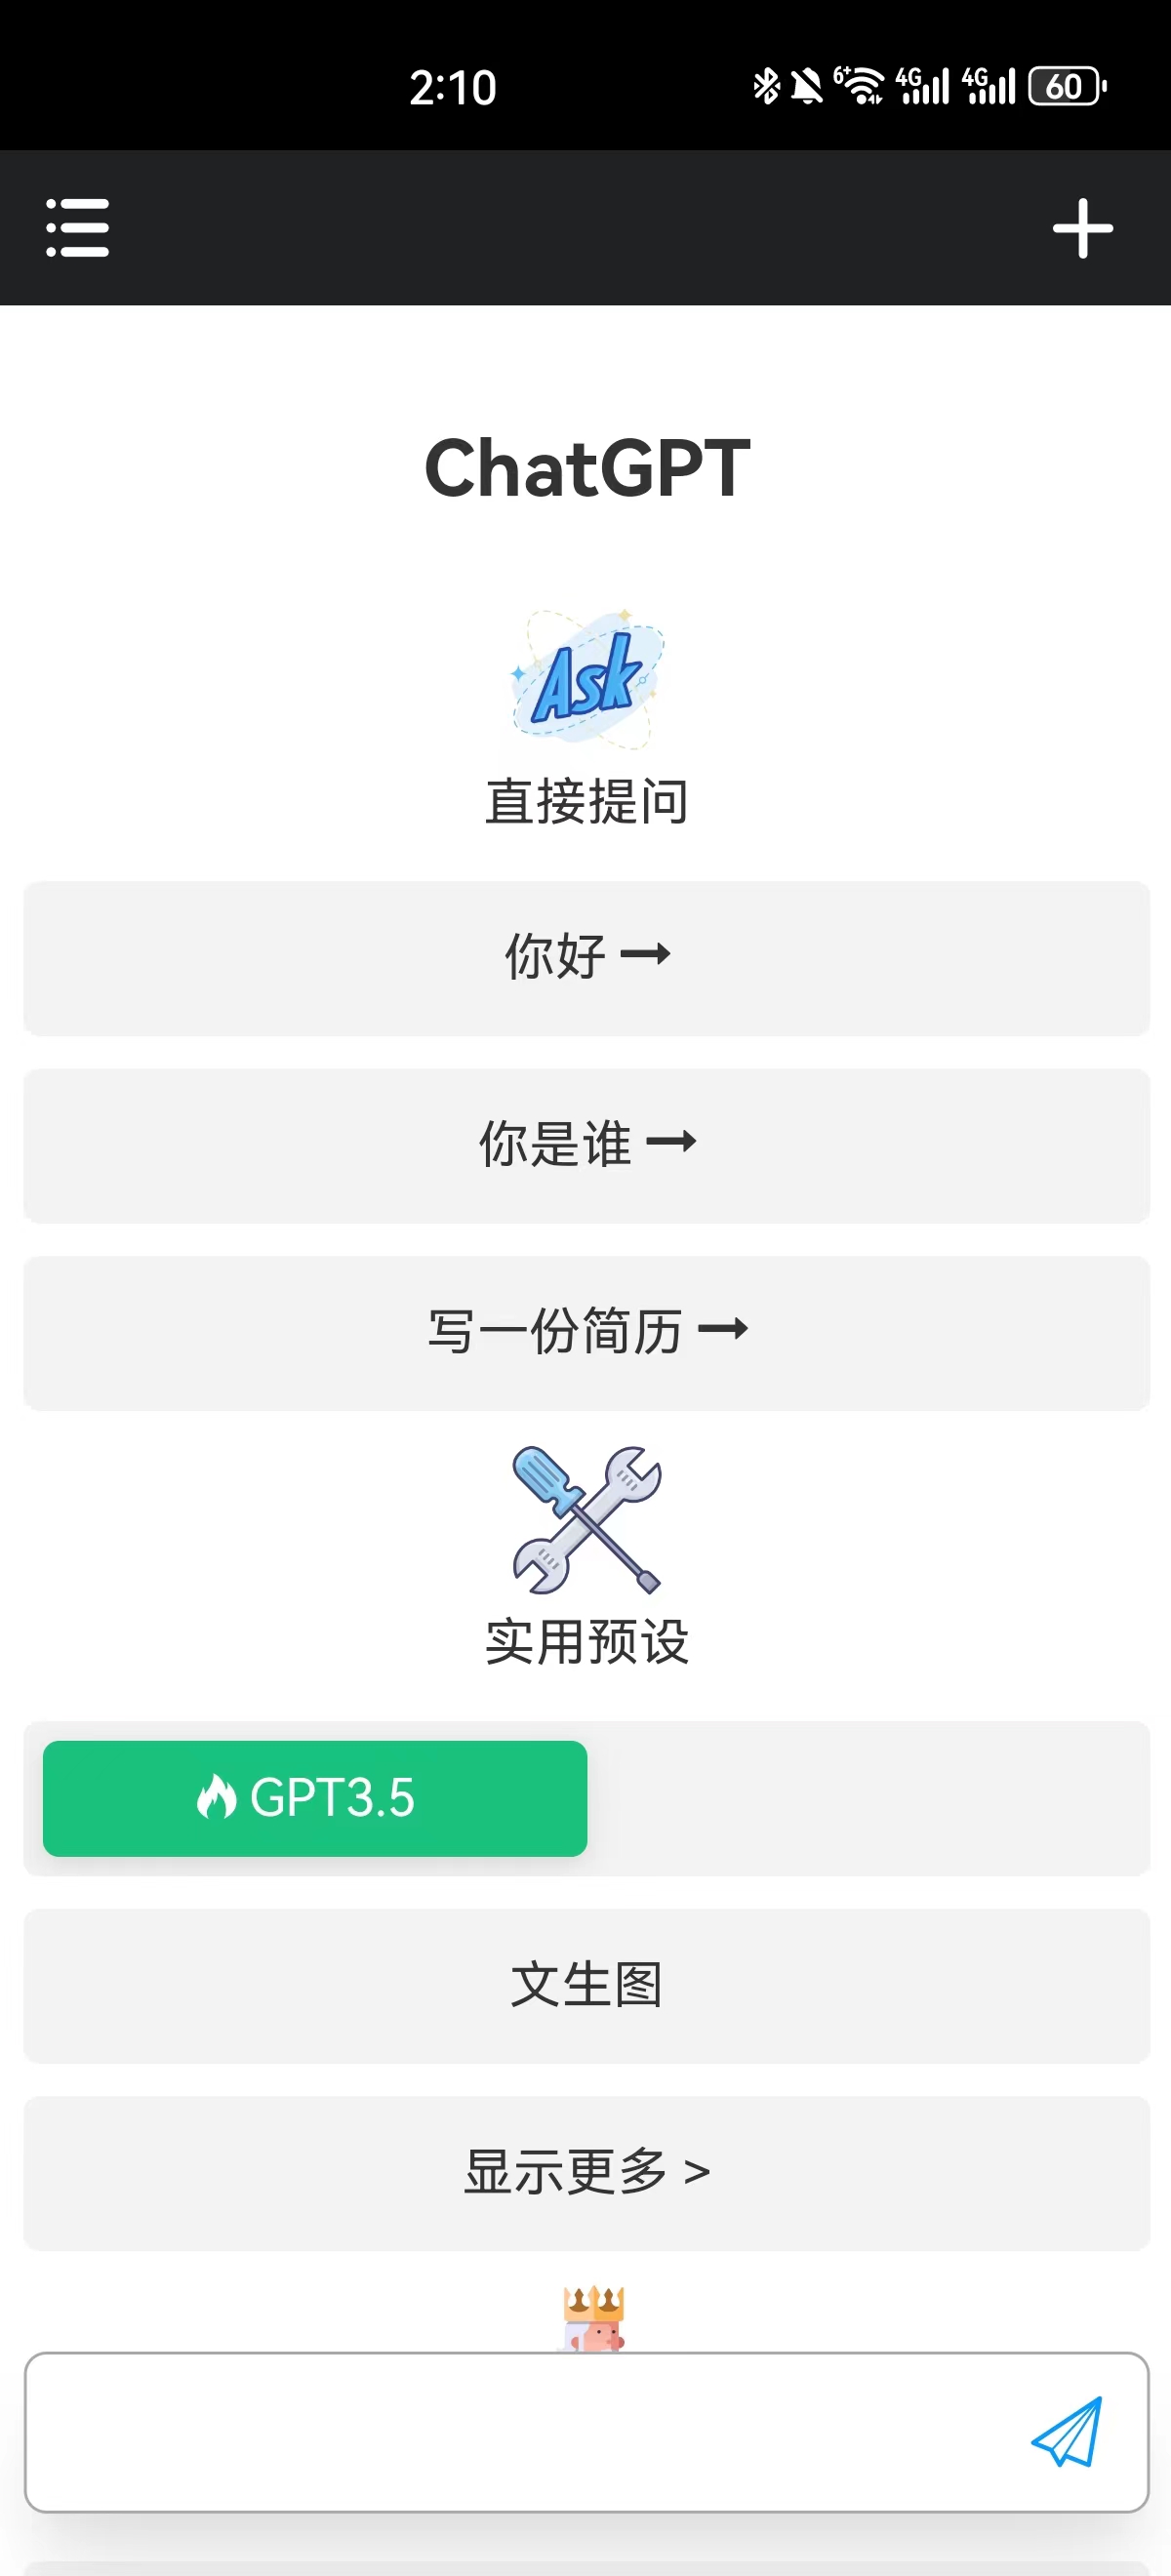 2:10
6+
4G
4G
60
ChatGPT
Ask
直接提问
你好 →
你是谁 →
写一份简历 →
实用预设
GPT3.5
文生图
显示更多 >